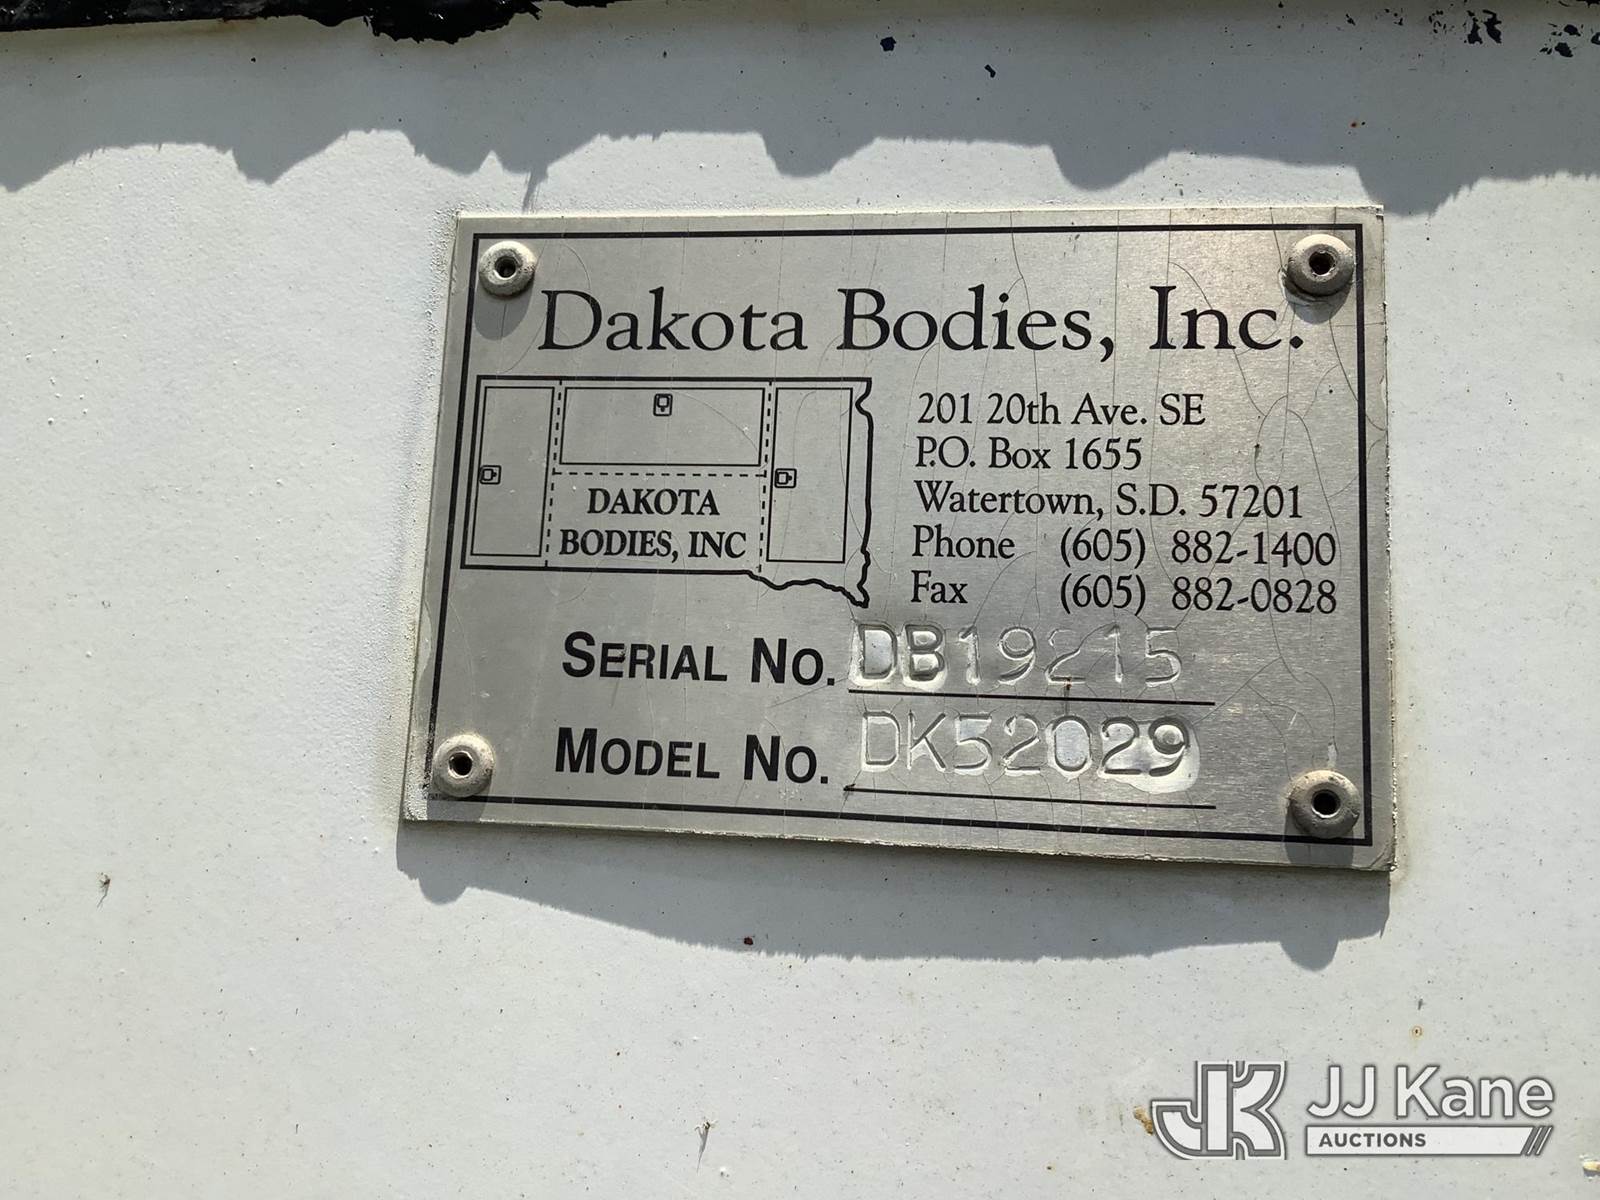 Dakota Bodies, Inc.
DAKOTA
BODIES, INC
201 20th Ave. SE
P.O. Box 1655
Watertown, S.D. 57201
Phone (605) 882-1400
Fax (605) 882-0828
SERIAL NO. DB19215
MODEL NO. DK52029
JK JJ Kane
AUCTIONS